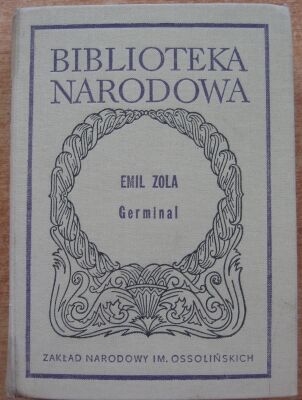 BIBLIOTEKA
NARODOWA
EMIL ZOLA
Germinal
ZAKŁAD NARODOWY IM. OSSOLIŃSKICH